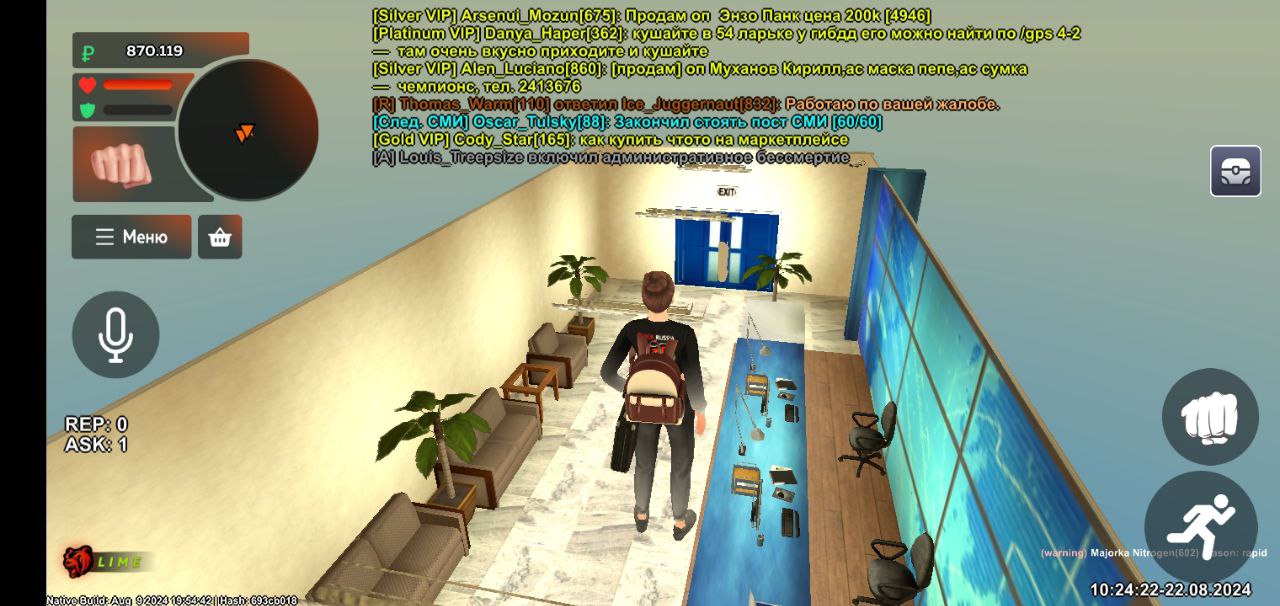 [Silver VIP] Arsenui_Mozun[675]: Продам оп Энзо Панк цена 200k [4946]
[Platinum VIP] Danya_Haper[362]: кушайте в 54 ларьке у гибдд его можно найти по /gps 4-2
— там очень вкусно приходите и кушайте
[Silver VIP] Alen_Luciano[860]: [продам] оп Муханов Кирилл,ас маска пепе,ас сумка
— чемпионс, тел. 2413676
[R] Thomas_Warm[110] ответил Ice_Juggernaut[832]: Работаю по вашей жалобе.
[След. СМИ] Oscar_Tulsky[88]: Закончил стоять пост СМИ [60/60]
[Gold VIP] Cody_Star[165]: как купить чтото на маркетплейсе
[A] Louis_Treepsize включил административное бессмертие
₽ 870.119
EXIT
Меню
RUSSIA
REP: 0
ASK: 1
LIME
(warning) Majorka Nitrogen(602) rapid
10:24:22-22.08.2024
Native Build: Aug 9 2024 19:54:42 | Hash: 693cb018